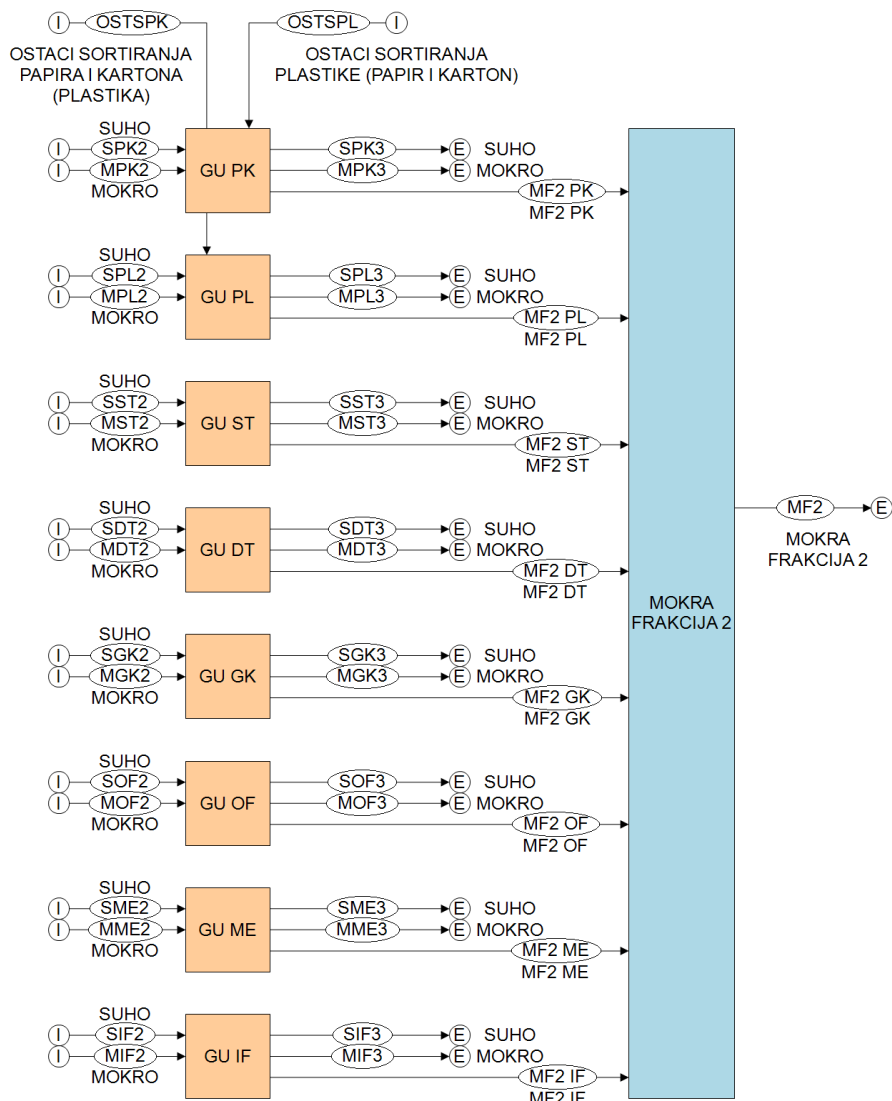 I OSTSPK OSTSPL I
OSTACI SORTIRANJA OSTACI SORTIRANJA
PAPIRA I KARTONA PLASTIKE (PAPIR I KARTON)
(PLASTIKA)
SUHO
I SPK2 SPK3 E SUHO
GU PK
I MPK2 MPK3 E MOKRO
MOKRO MF2 PK
MF2 PK
SUHO
I SPL2 SPL3 E SUHO
GU PL
I MPL2 MPL3 E MOKRO
MOKRO MF2 PL
MF2 PL
SUHO
I SST2 SST3 E SUHO
GU ST
I MST2 MST3 E MOKRO
MOKRO MF2 ST
MF2 ST
MF2 E
MOKRA
FRAKCIJA 2
SUHO
I SDT2 SDT3 E SUHO
GU DT
I MDT2 MDT3 E MOKRO
MOKRO MF2 DT
MF2 DT
MOKRA
FRAKCIJA 2
SUHO
I SGK2 SGK3 E SUHO
GU GK
I MGK2 MGK3 E MOKRO
MOKRO MF2 GK
MF2 GK
SUHO
I SOF2 SOF3 E SUHO
GU OF
I MOF2 MOF3 E MOKRO
MOKRO MF2 OF
MF2 OF
SUHO
I SME2 SME3 E SUHO
GU ME
I MME2 MME3 E MOKRO
MOKRO MF2 ME
MF2 ME
SUHO
I SIF2 SIF3 E SUHO
GU IF
I MIF2 MIF3 E MOKRO
MOKRO MF2 IF
MF2 IF